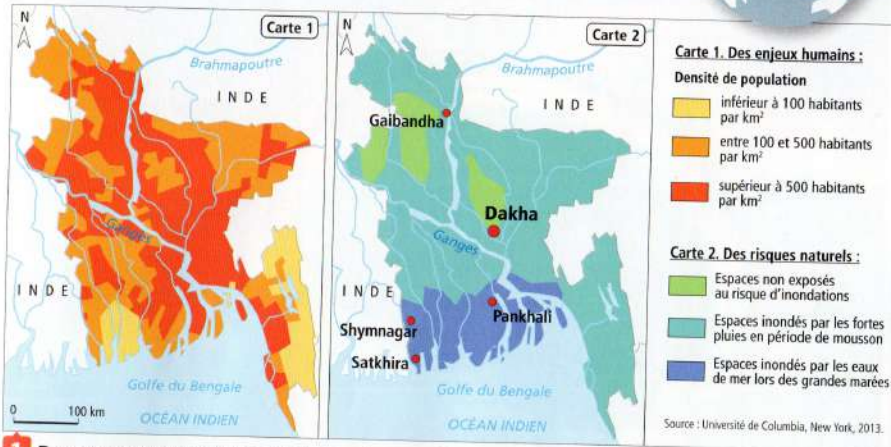 N
Carte 1
Brahmapoutre
INDE
Ganges
INDE
Golfe du Bengale
OCÉAN INDIEN
0 100 km
N
Carte 2
Brahmapoutre
INDE
Gaibandha
Dakha
Ganges
INDE
Pankhali
Shymnagar
Satkhira
Golfe du Bengale
OCÉAN INDIEN
Carte 1. Des enjeux humains :
Densité de population
inférieur à 100 habitants
par km²
entre 100 et 500 habitants
par km²
supérieur à 500 habitants
par km²
Carte 2. Des risques naturels :
Espaces non exposés
au risque d'inondations
Espaces inondés par les fortes
pluies en période de mousson
Espaces inondés par les eaux
de mer lors des grandes marées
Source : Université de Columbia, New York, 2013.